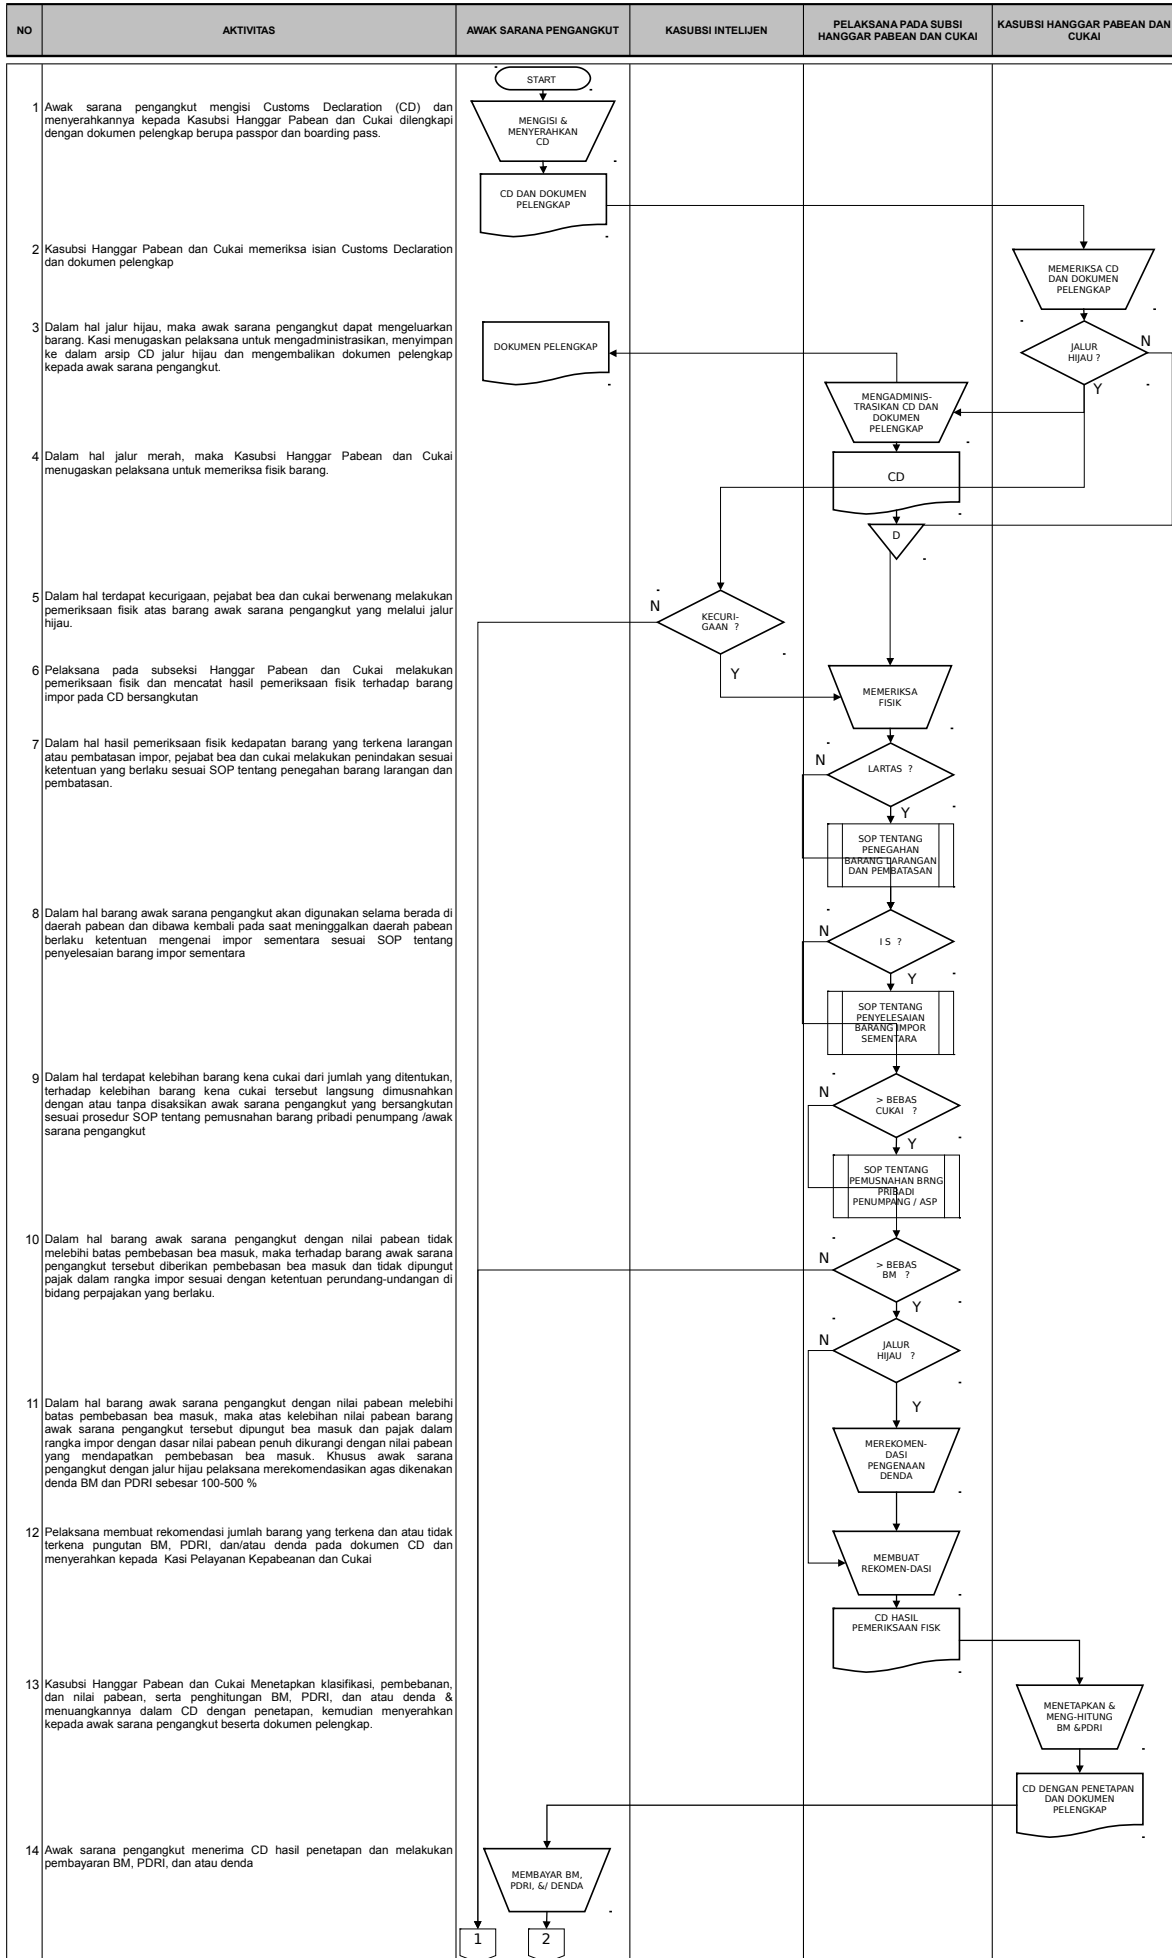 NO
AKTIVITAS
AWAK SARANA PENGANGKUT
KASUBSI INTELIJEN
PELAKSANA PADA SUBSI
HANGGAR PABEAN DAN CUKAI
KASUBSI HANGGAR PABEAN DAN
CUKAI
START
1 Awak sarana pengangkut mengisi Customs Declaration (CD) dan
menyerahkannya kepada Kasubsi Hanggar Pabean dan Cukai dilengkapi
dengan dokumen pelengkap berupa passpor dan boarding pass.
MENGISI &
MENYERAHKAN
CD
CD DAN DOKUMEN
PELENGKAP
2 Kasubsi Hanggar Pabean dan Cukai memeriksa isian Customs Declaration
dan dokumen pelengkap
MEMERIKSA CD
DAN DOKUMEN
PELENGKAP
3 Dalam hal jalur hijau, maka awak sarana pengangkut dapat mengeluarkan
barang. Kasi menugaskan pelaksana untuk mengadministrasikan, menyimpan
ke dalam arsip CD jalur hijau dan mengembalikan dokumen pelengkap
kepada awak sarana pengangkut.
DOKUMEN PELENGKAP
JALUR
HIJAU ?
N
Y
MENGADMINIS-
TRASIKAN CD DAN
DOKUMEN
PELENGKAP
4 Dalam hal jalur merah, maka Kasubsi Hanggar Pabean dan Cukai
menugaskan pelaksana untuk memeriksa fisik barang.
CD
D
5 Dalam hal terdapat kecurigaan, pejabat bea dan cukai berwenang melakukan
pemeriksaan fisik atas barang awak sarana pengangkut yang melalui jalur
hijau.
N
KECURI-
GAAN ?
Y
6 Pelaksana pada subseksi Hanggar Pabean dan Cukai melakukan
pemeriksaan fisik dan mencatat hasil pemeriksaan fisik terhadap barang
impor pada CD bersangkutan
MEMERIKSA
FISIK
7 Dalam hal hasil pemeriksaan fisik kedapatan barang yang terkena larangan
atau pembatasan impor, pejabat bea dan cukai melakukan penindakan sesuai
ketentuan yang berlaku sesuai SOP tentang penegahan barang larangan dan
pembatasan.
N
LARTAS ?
Y
SOP TENTANG
PENEGAHAN
BARANG LARANGAN
DAN PEMBATASAN
8 Dalam hal barang awak sarana pengangkut akan digunakan selama berada di
daerah pabean dan dibawa kembali pada saat meninggalkan daerah pabean
berlaku ketentuan mengenai impor sementara sesuai SOP tentang
penyelesaian barang impor sementara
N
I S ?
Y
SOP TENTANG
PENYELESAIAN
BARANG IMPOR
SEMENTARA
9 Dalam hal terdapat kelebihan barang kena cukai dari jumlah yang ditentukan,
terhadap kelebihan barang kena cukai tersebut langsung dimusnahkan
dengan atau tanpa disaksikan awak sarana pengangkut yang bersangkutan
sesuai prosedur SOP tentang pemusnahan barang pribadi penumpang /awak
sarana pengangkut
N
> BEBAS
CUKAI ?
Y
SOP TENTANG
PEMUSNAHAN BRNG
PRIBADI
PENUMPANG / ASP
10 Dalam hal barang awak sarana pengangkut dengan nilai pabean tidak
melebihi batas pembebasan bea masuk, maka terhadap barang awak sarana
pengangkut tersebut diberikan pembebasan bea masuk dan tidak dipungut
pajak dalam rangka impor sesuai dengan ketentuan perundang-undangan di
bidang perpajakan yang berlaku.
N
> BEBAS
BM ?
Y
N
JALUR
HIJAU ?
Y
11 Dalam hal barang awak sarana pengangkut dengan nilai pabean melebihi
batas pembebasan bea masuk, maka atas kelebihan nilai pabean barang
awak sarana pengangkut tersebut dipungut bea masuk dan pajak dalam
rangka impor dengan dasar nilai pabean penuh dikurangi dengan nilai pabean
yang mendapatkan pembebasan bea masuk. Khusus awak sarana
pengangkut dengan jalur hijau pelaksana merekomendasikan agas dikenakan
denda BM dan PDRI sebesar 100-500 %
MEREKOMEN-
DASI
PENGENAAN
DENDA
12 Pelaksana membuat rekomendasi jumlah barang yang terkena dan atau tidak
terkena pungutan BM, PDRI, dan/atau denda pada dokumen CD dan
menyerahkan kepada Kasi Pelayanan Kepabeanan dan Cukai
MEMBUAT
REKOMEN-DASI
CD HASIL
PEMERIKSAAN FISK
13 Kasubsi Hanggar Pabean dan Cukai Menetapkan klasifikasi, pembebanan,
dan nilai pabean, serta penghitungan BM, PDRI, dan atau denda &
menuangkannya dalam CD dengan penetapan, kemudian menyerahkan
kepada awak sarana pengangkut beserta dokumen pelengkap.
MENETAPKAN &
MENG-HITUNG
BM &PDRI
CD DENGAN PENETAPAN
DAN DOKUMEN
PELENGKAP
14 Awak sarana pengangkut menerima CD hasil penetapan dan melakukan
pembayaran BM, PDRI, dan atau denda
MEMBAYAR BM,
PDRI, &/ DENDA
1
2